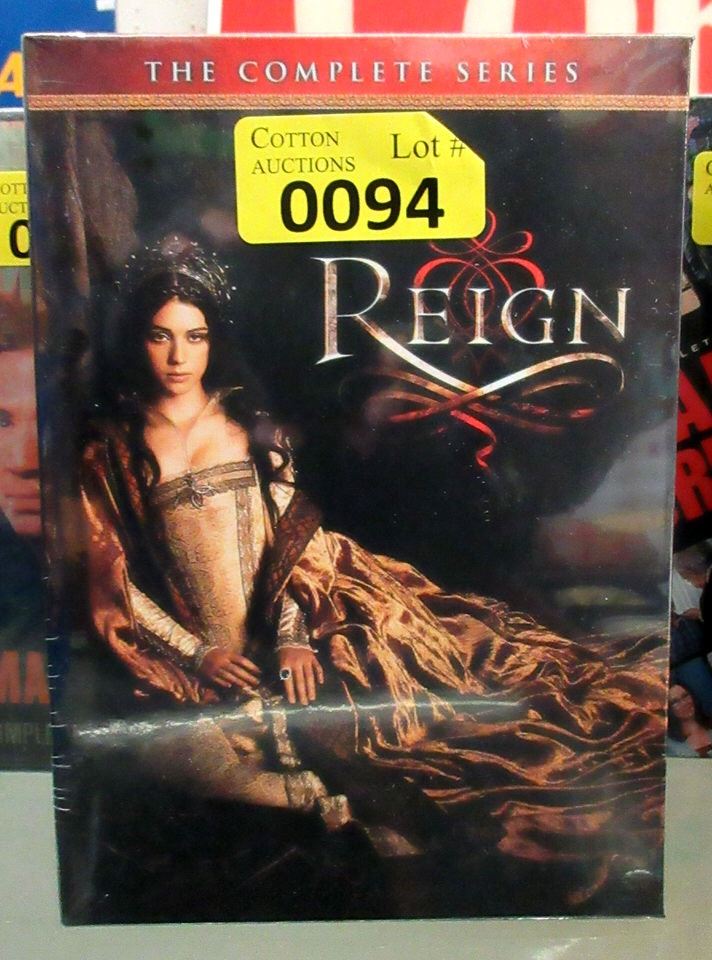 THE COMPLETE SERIES
COTTON
AUCTIONS
Lot #
0094
REIGN